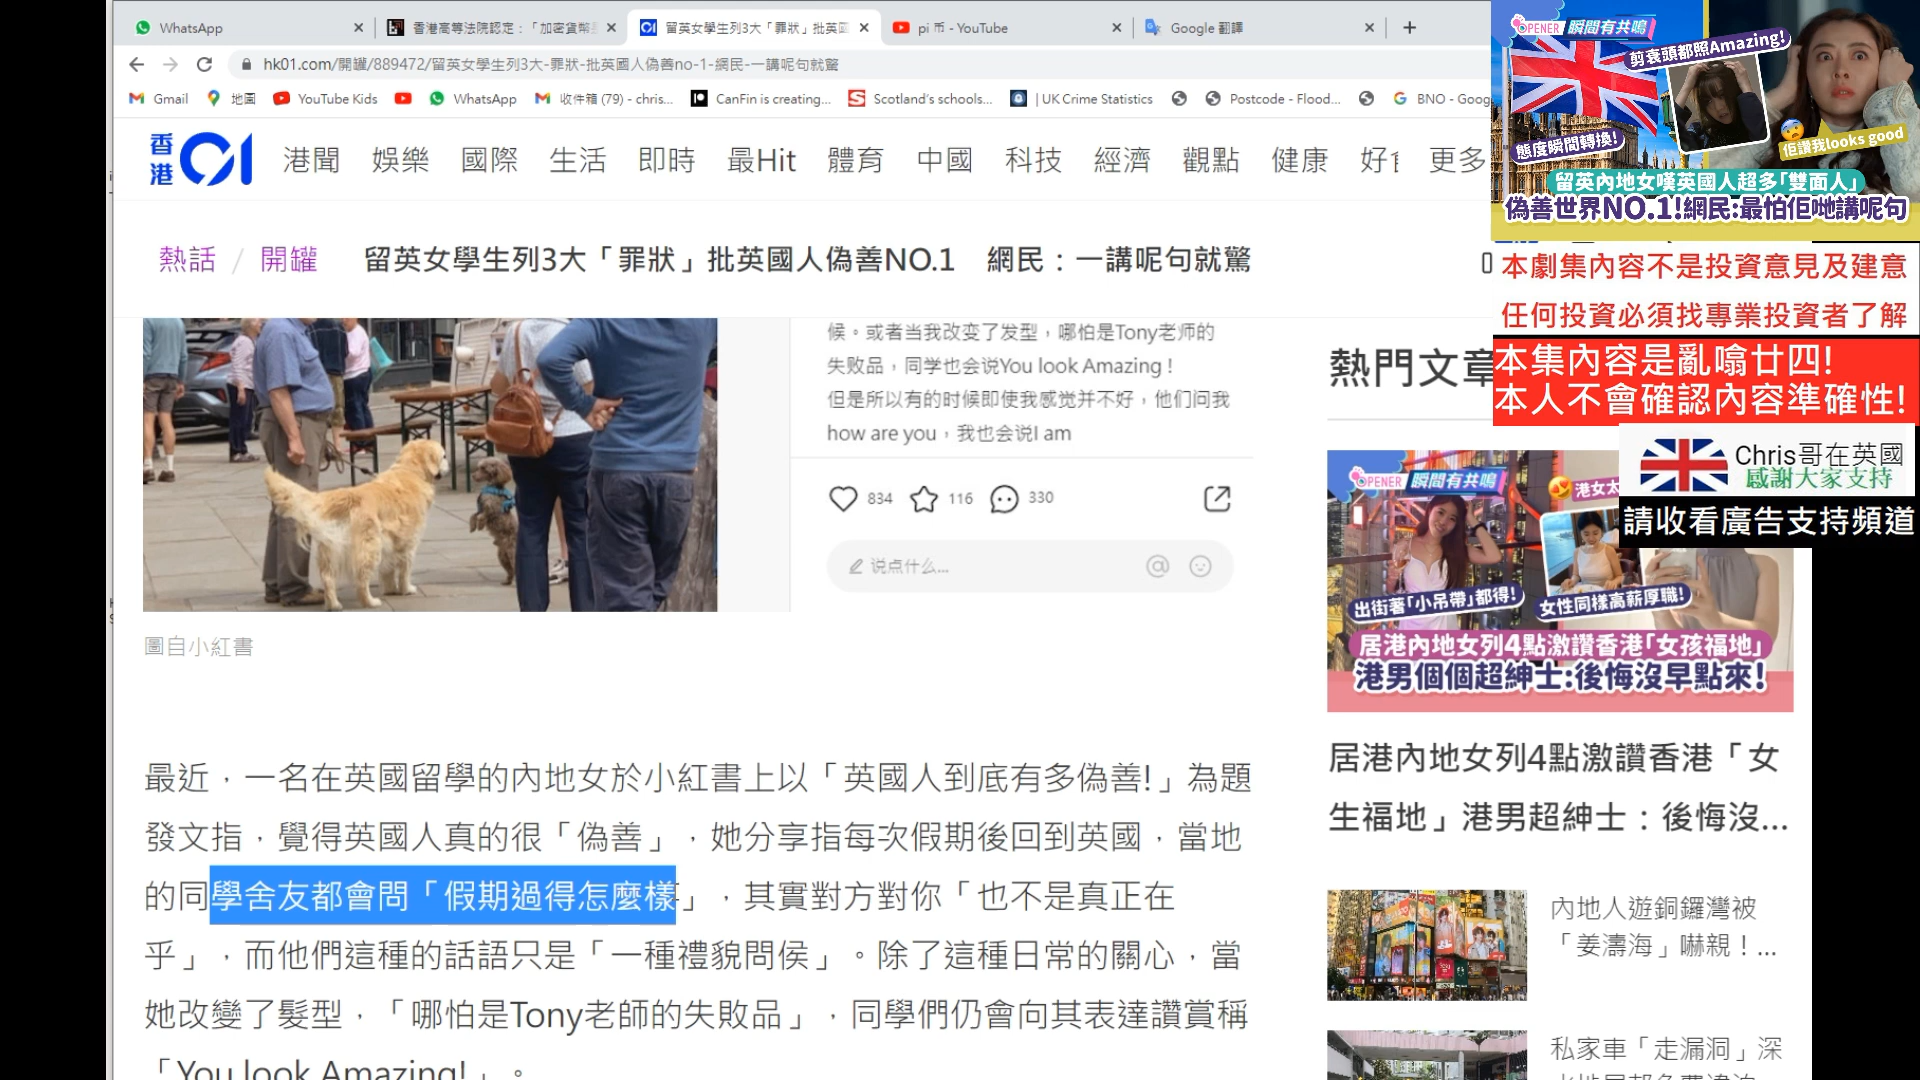 WhatsApp
香港高等法院認定：「加密貨幣
留英女學生列3大「罪狀」批英國
pi 币 - YouTube
Google 翻譯
hk01.com/開罐/889472/留英女學生列3大-罪狀-批英國人偽善no-1-網民-一講呢句就驚
Gmail
地圖
YouTube Kids
WhatsApp
收件箱 (79) - chris...
CanFin is creating...
Scotland's schools...
| UK Crime Statistics
Postcode - Flood...
BNO - Goog
香港01
港聞 娛樂 國際 生活 即時 最Hit 體育 中國 科技 經濟 觀點 健康 好食 更多
熱話 / 開罐
留英女學生列3大「罪狀」批英國人偽善NO.1 網民：一講呢句就驚
候。或者当我改变了发型，哪怕是Tony老师的
失败品，同学也会说You look Amazing！
但是所以有的时候即使我感觉并不好，他们问我
how are you，我也会说I am
834
116
330
说点什么...
圖自小紅書
最近，一名在英國留學的內地女於小紅書上以「英國人到底有多偽善!」為題
發文指，覺得英國人真的很「偽善」，她分享指每次假期後回到英國，當地
的同學舍友都會問「假期過得怎麼樣」，其實對方對你「也不是真正在
乎」，而他們這種的話語只是「一種禮貌問侯」。除了這種日常的關心，當
她改變了髮型，「哪怕是Tony老師的失敗品」，同學們仍會向其表達讚賞稱
「You look Amazing!」。
OPENER 瞬間有共鳴
剪衰頭都照Amazing!
態度瞬間轉換!
佢讚我looks good
留英內地女嘆英國人超多「雙面人」
偽善世界NO.1!網民:最怕佢哋講呢句
本劇集內容不是投資意見及建意
任何投資必須找專業投資者了解
本集內容是亂噏廿四!
本人不會確認內容準確性!
Chris哥在英國
感謝大家支持
請收看廣告支持頻道
熱門文章
OPENER 瞬間有共鳴
港女太
出街著「小吊帶」都得!
女性同樣高薪厚職!
居港內地女列4點激讚香港「女孩福地」
港男個個超紳士:後悔沒早點來!
居港內地女列4點激讚香港「女
生福地」港男超紳士：後悔沒...
內地人遊銅鑼灣被
「姜濤海」嚇親！...
私家車「走漏洞」深